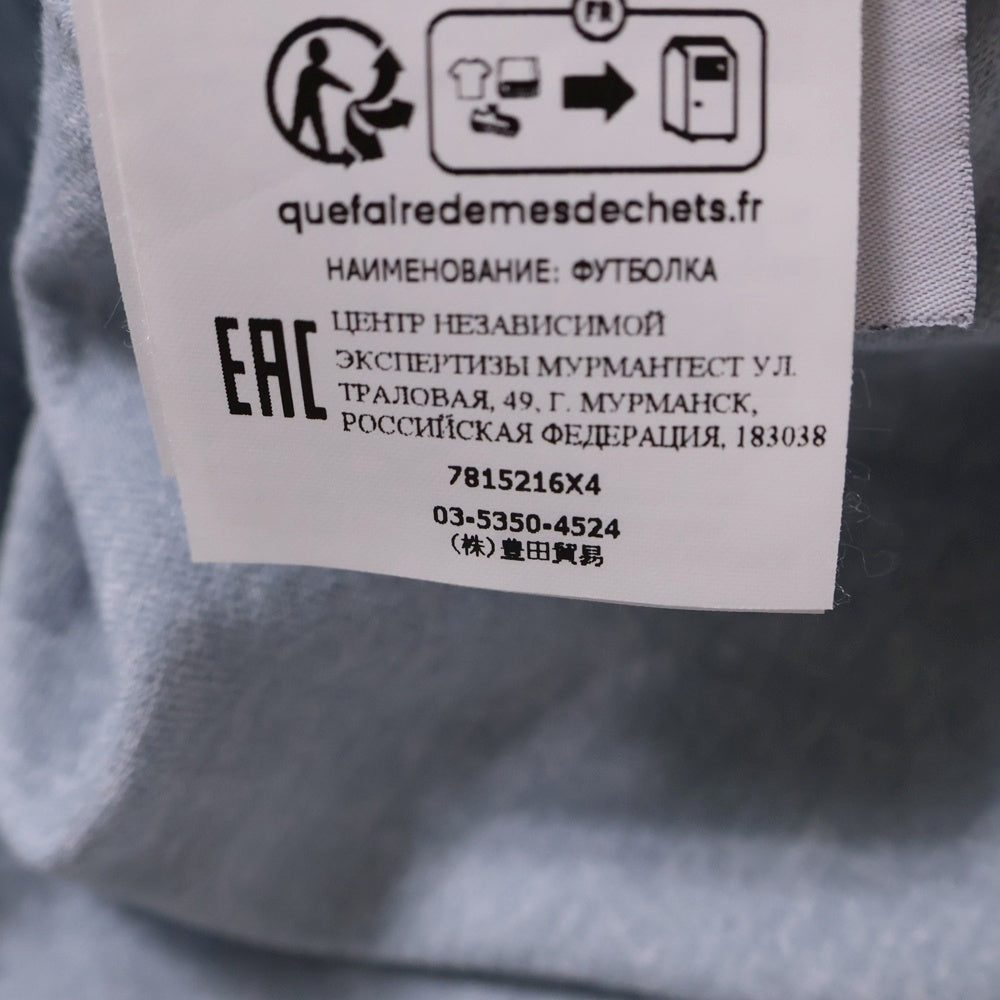 FR
quefairedemesdechets.fr
НАИМЕНОВАНИЕ: ФУТБОЛКА
EAC
ЦЕНТР НЕЗАВИСИМОЙ
ЭКСПЕРТИЗЫ МУРМАНТЕСТ УЛ.
ТРАЛОВАЯ, 49, Г. МУРМАНСК,
РОССИЙСКАЯ ФЕДЕРАЦИЯ, 183038
7815216X4
03-5350-4524
(株)豊田貿易